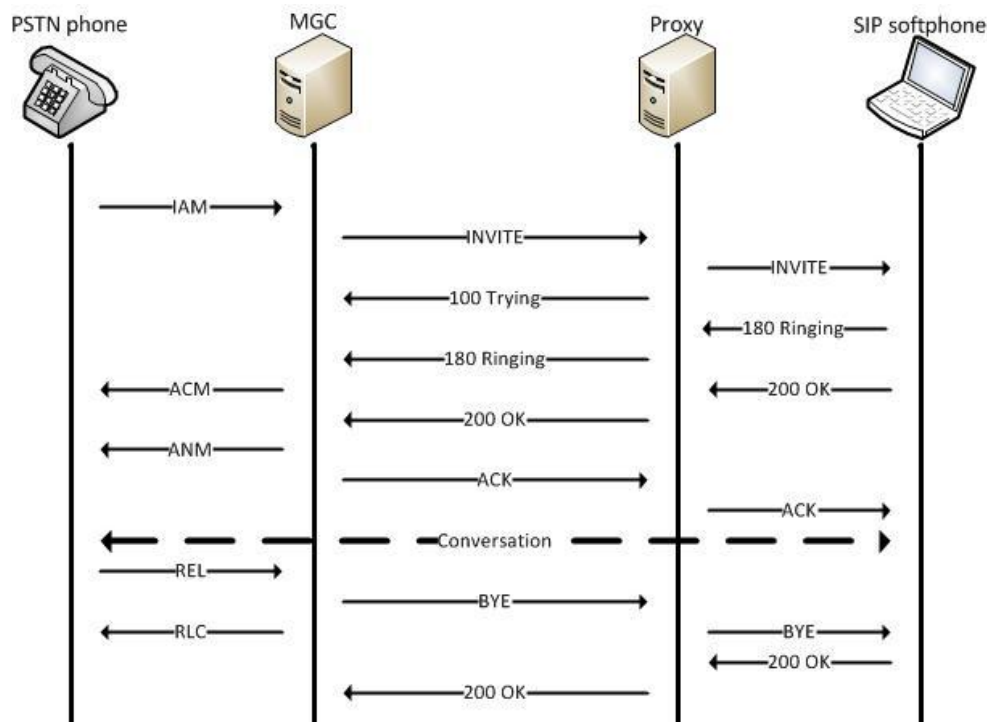 PSTN phone
MGC
Proxy
SIP softphone
IAM
INVITE
INVITE
100 Trying
180 Ringing
180 Ringing
ACM
200 OK
200 OK
ANM
ACK
ACK
Conversation
REL
BYE
RLC
BYE
200 OK
200 OK